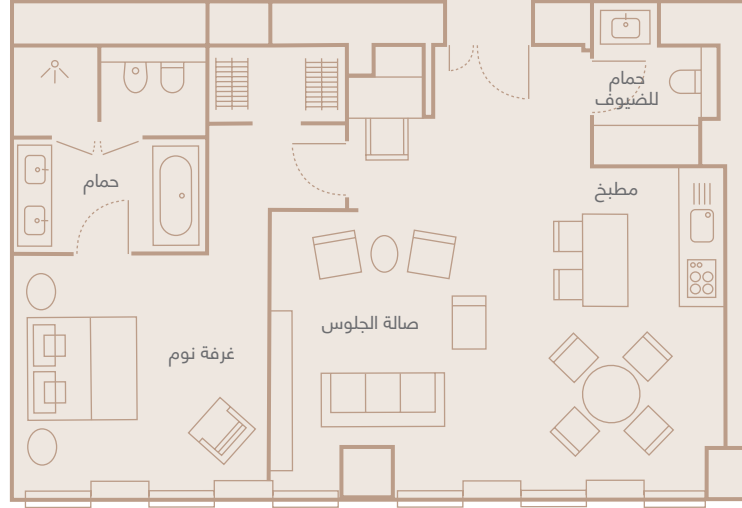 حمام
للضيوف
حمام
مطبخ
صالة الجلوس
غرفة نوم